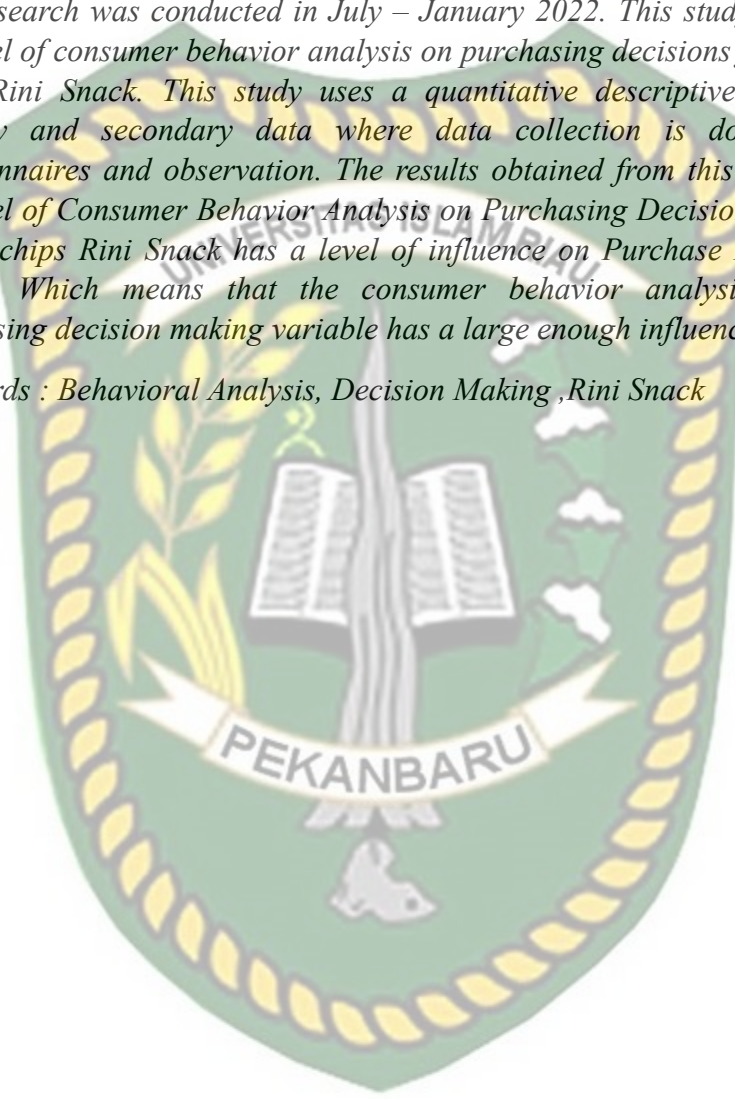 search was conducted in July – January 2022. This study
el of consumer behavior analysis on purchasing decisions
Rini Snack. This study uses a quantitative descriptive
y and secondary data where data collection is do
nnaires and observation. The results obtained from this
el of Consumer Behavior Analysis on Purchasing Decisio
chips Rini Snack has a level of influence on Purchase
Which means that the consumer behavior analysi
sing decision making variable has a large enough influenc
rds : Behavioral Analysis, Decision Making ,Rini Snack
UNIVERSITAS ISLAM RIAU
PEKANBARU